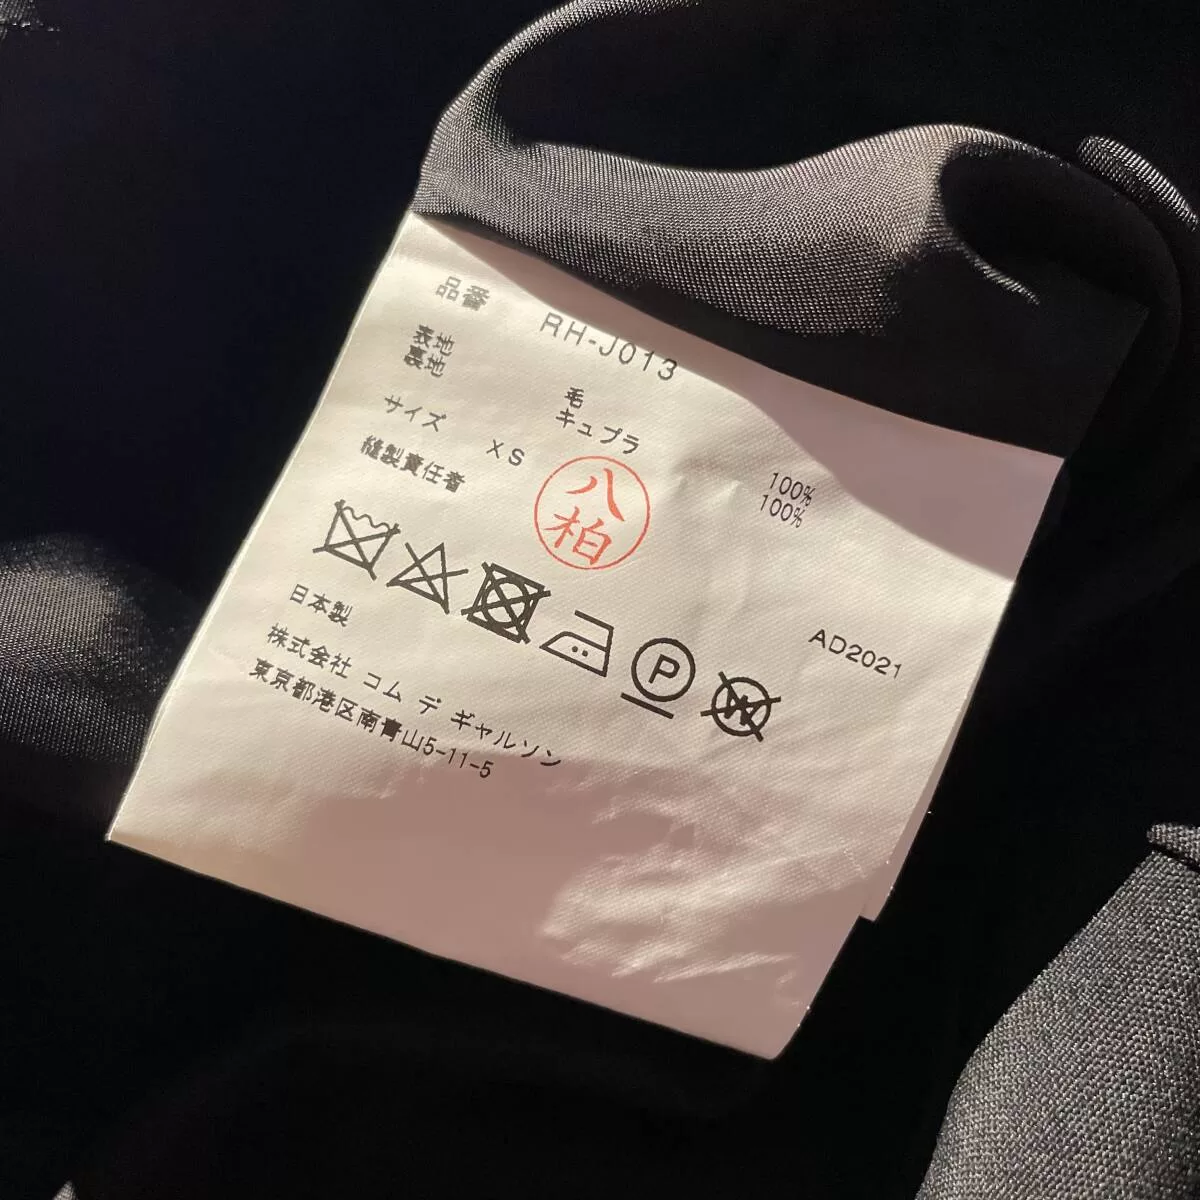 品番 RH-J013
表地 毛 100%
裏地 キュプラ 100%
サイズ XS
縫製責任者 八柏
P
W
AD2021
日本製
株式会社 コム デ ギャルソン
東京都港区南青山5-11-5